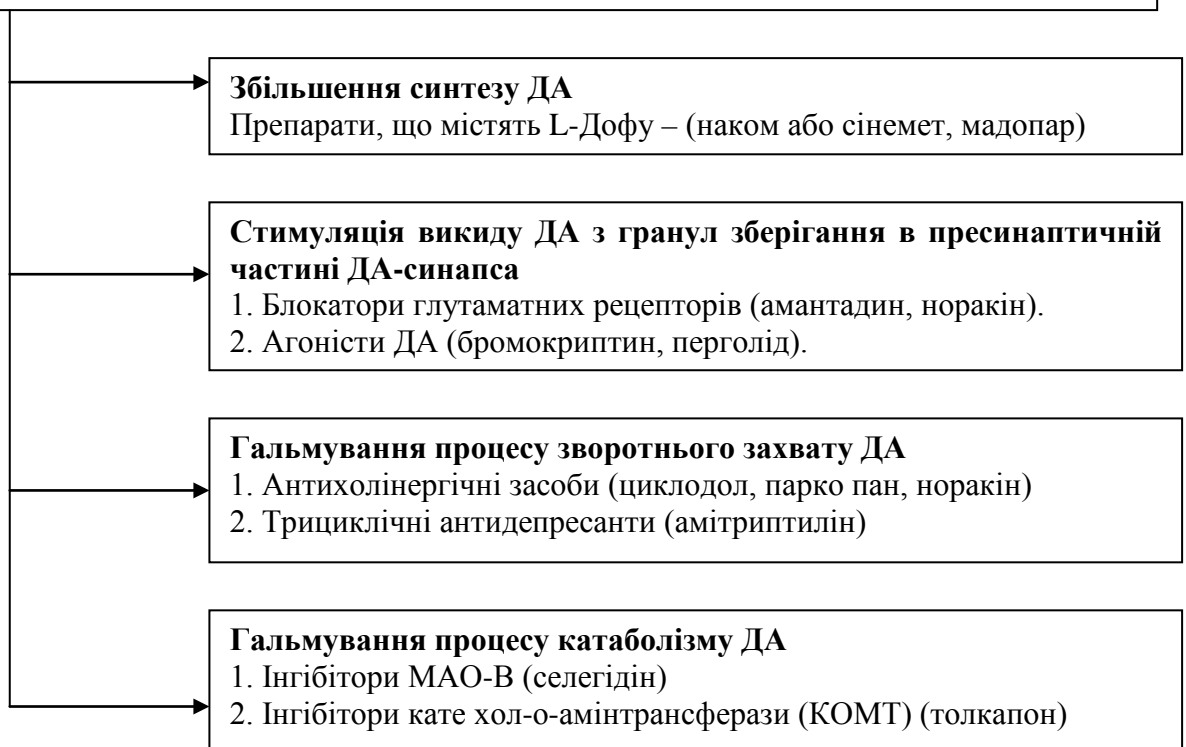 Збільшення синтезу ДА
Препарати, що містять L-Дофу – (наком або сінемет, мадопар)
Стимуляція викиду ДА з гранул зберігання в пресинаптичній
частині ДА-синапса
1. Блокатори глутаматних рецепторів (амантадин, норакін).
2. Агоністи ДА (бромокриптин, перголід).
Гальмування процесу зворотнього захвату ДА
1. Антихолінергічні засоби (циклодол, парко пан, норакін)
2. Трициклічні антидепресанти (амітриптилін)
Гальмування процесу катаболізму ДА
1. Інгібітори МАО-В (селегідін)
2. Інгібітори кате хол-о-амінтрансферази (КОМТ) (толкапон)